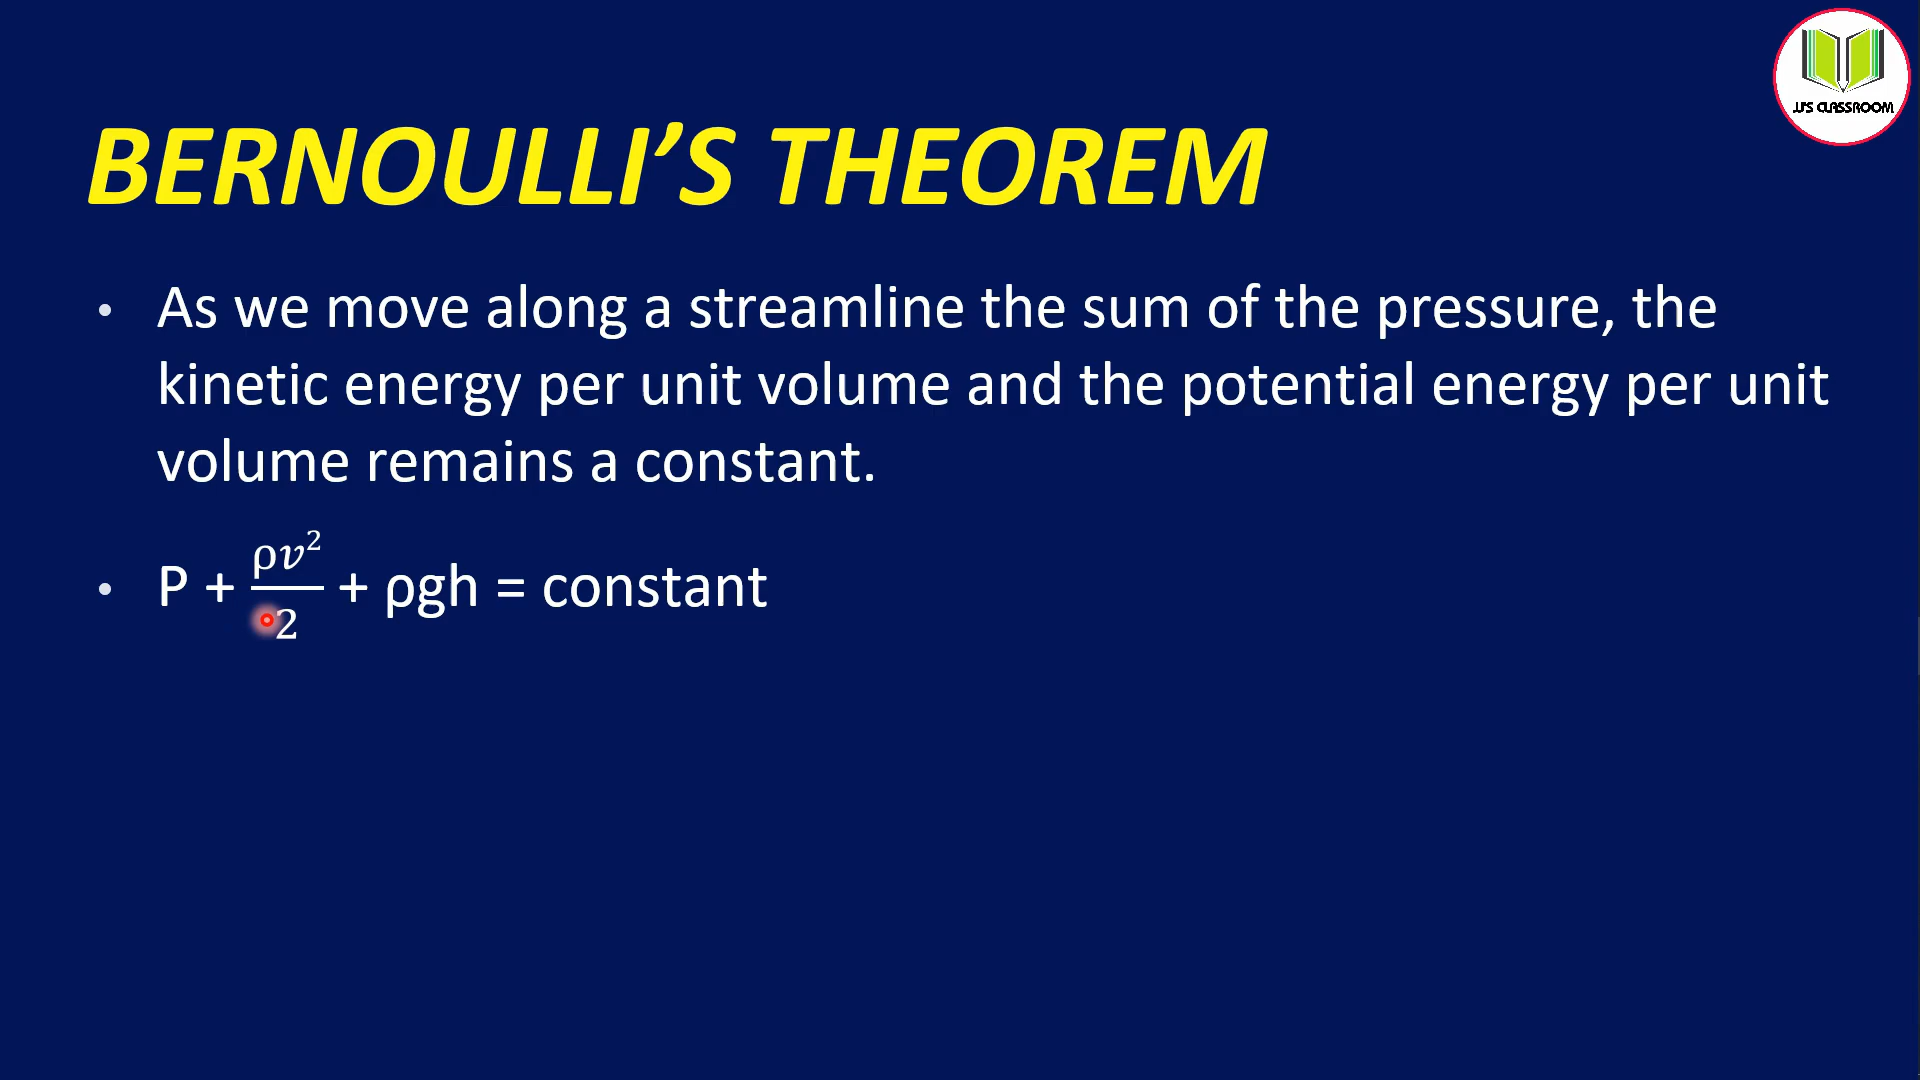 JJ'S CLASSROOM
BERNOULLI’S THEOREM
• As we move along a streamline the sum of the pressure, the
kinetic energy per unit volume and the potential energy per unit
volume remains a constant.
• P + ρv²/2 + ρgh = constant